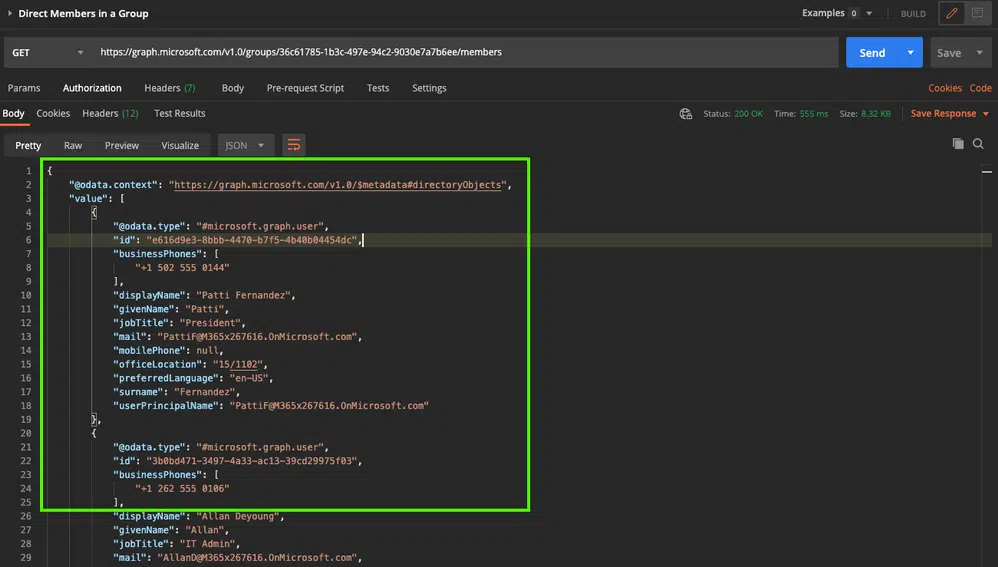 Direct Members in a Group
Examples 0
BUILD
GET
https://graph.microsoft.com/v1.0/groups/36c61785-1b3c-497e-94c2-9030e7a7b6ee/members
Send
Save
Params Authorization Headers (7) Body Pre-request Script Tests Settings
Cookies Code
Body Cookies Headers (12) Test Results
Status: 200 OK Time: 555 ms Size: 8.32 KB Save Response
Pretty Raw Preview Visualize JSON
1 {
2 "@odata.context": "https://graph.microsoft.com/v1.0/$metadata#directoryObjects",
3 "value": [
4 {
5 "@odata.type": "#microsoft.graph.user",
6 "id": "e616d9e3-8bbb-4470-b7f5-4b40b04454dc",
7 "businessPhones": [
8 "+1 502 555 0144"
9 ],
10 "displayName": "Patti Fernandez",
11 "givenName": "Patti",
12 "jobTitle": "President",
13 "mail": "PattiF@M365x267616.OnMicrosoft.com",
14 "mobilePhone": null,
15 "officeLocation": "15/1102",
16 "preferredLanguage": "en-US",
17 "surname": "Fernandez",
18 "userPrincipalName": "PattiF@M365x267616.OnMicrosoft.com"
19 },
20 {
21 "@odata.type": "#microsoft.graph.user",
22 "id": "3b0bd471-3497-4a33-ac13-39cd29975f03",
23 "businessPhones": [
24 "+1 262 555 0106"
25 ],
26 "displayName": "Allan Deyoung",
27 "givenName": "Allan",
28 "jobTitle": "IT Admin",
29 "mail": "AllanD@M365x267616.OnMicrosoft.com",